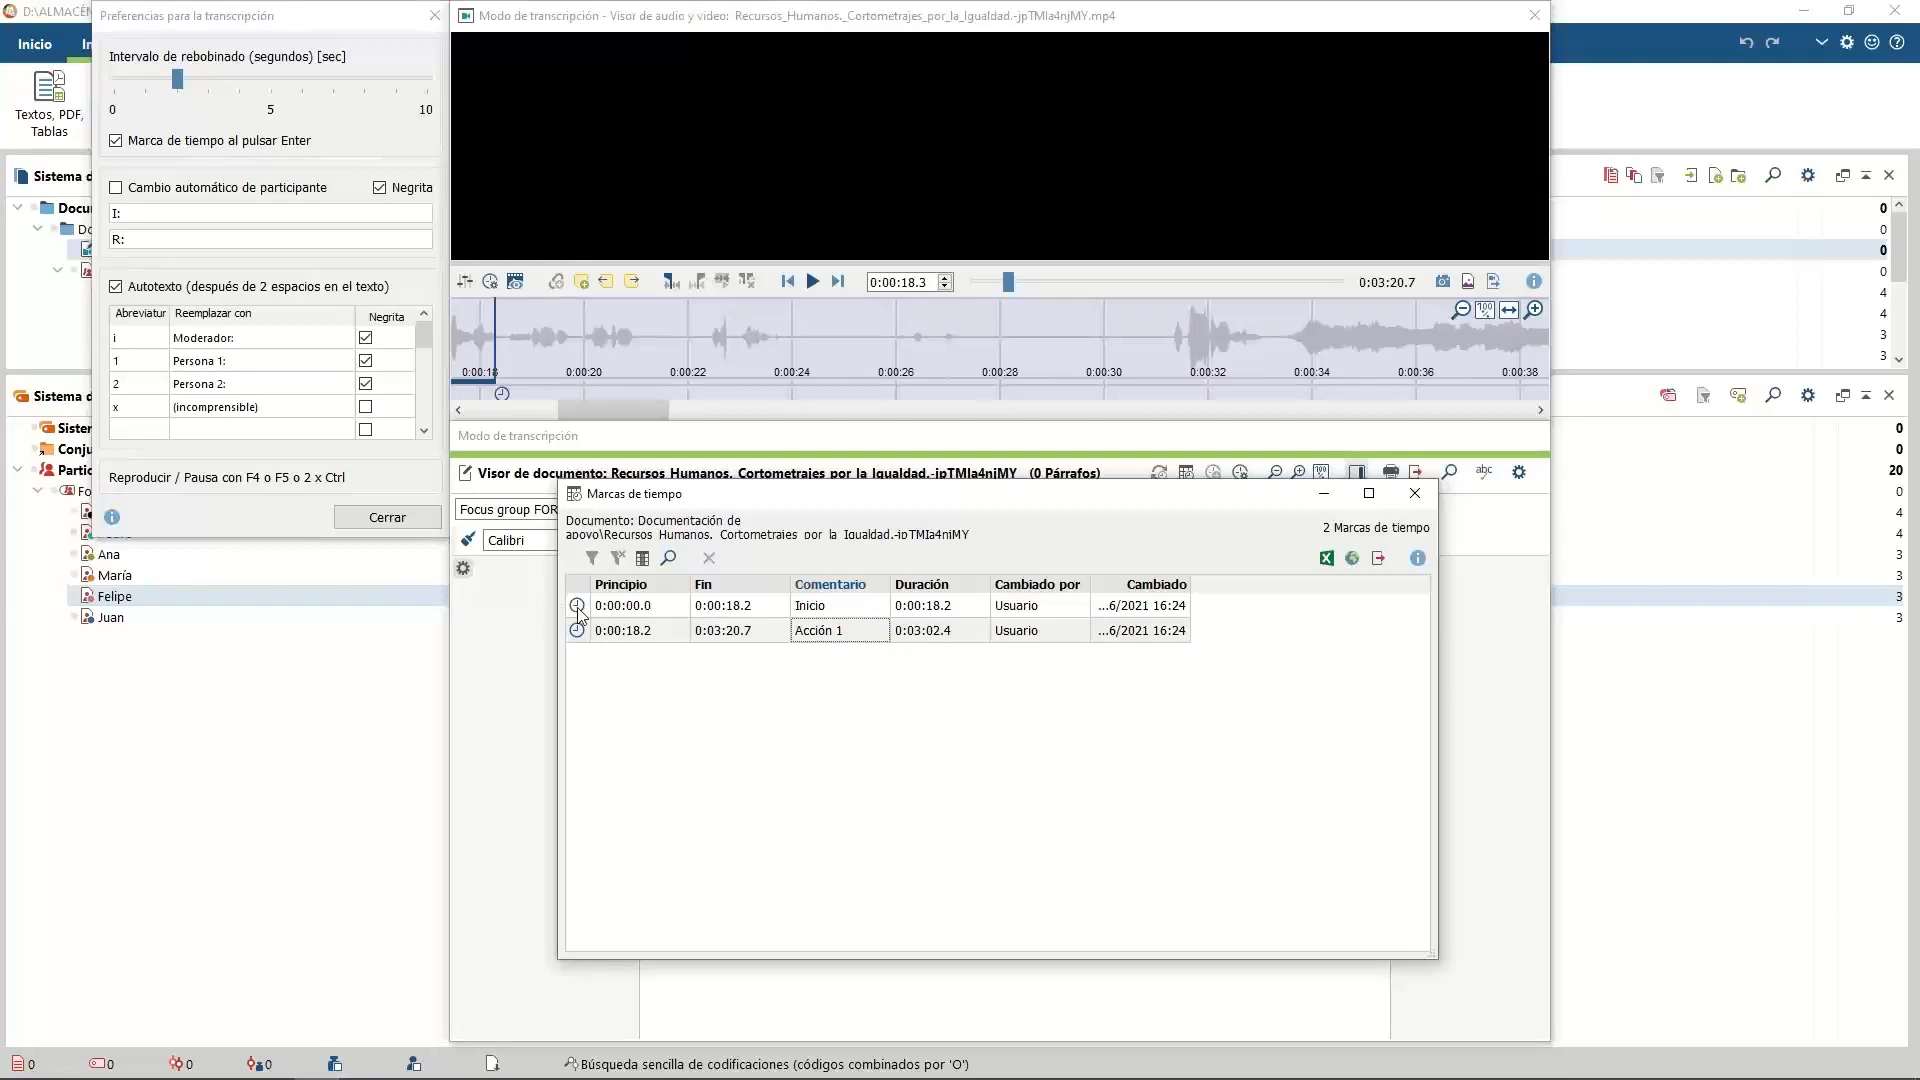 D:\ALMACÉN
Preferencias para la transcripción
Modo de transcripción - Visor de audio y video: Recursos_Humanos._Cortometrajes_por_la_Igualdad.-jpTMIa4njMY.mp4
Inicio
Intervalo de rebobinado (segundos) [sec]
0 5 10
Textos, PDF,
Tablas
Marca de tiempo al pulsar Enter
Cambio automático de participante
Negrita
I:
R:
Autotexto (después de 2 espacios en el texto)
Abreviatur Reemplazar con Negrita
i Moderador:
1 Persona 1:
2 Persona 2:
x (incomprensible)
Reproducir / Pausa con F4 o F5 o 2 x Ctrl
Cerrar
Sistema d
Docu
Do
Sistema d
Sister
Conju
Partic
Fo
Ana
María
Felipe
Juan
0:00:18.3
0:03:20.7
100
%
0:00:18 0:00:20 0:00:22 0:00:24 0:00:26 0:00:28 0:00:30 0:00:32 0:00:34 0:00:36 0:00:38
Modo de transcripción
Visor de documento: Recursos Humanos. Cortometrajes por la Igualdad.-jpTMIa4njMY (0 Párrafos)
100
abc
Focus group FOR
Calibri
Marcas de tiempo
Documento: Documentación de
apoyo\Recursos Humanos. Cortometrajes por la Igualdad.-jpTMIa4njMY
2 Marcas de tiempo
Principio Fin Comentario Duración Cambiado por Cambiado
0:00:00.0 0:00:18.2 Inicio 0:00:18.2 Usuario ...6/2021 16:24
0:00:18.2 0:03:20.7 Acción 1 0:03:02.4 Usuario ...6/2021 16:24
0
0
0
0
4
4
3
3
0
0
20
0
4
4
3
3
3
3
0
0
0
0
Búsqueda sencilla de codificaciones (códigos combinados por 'O')